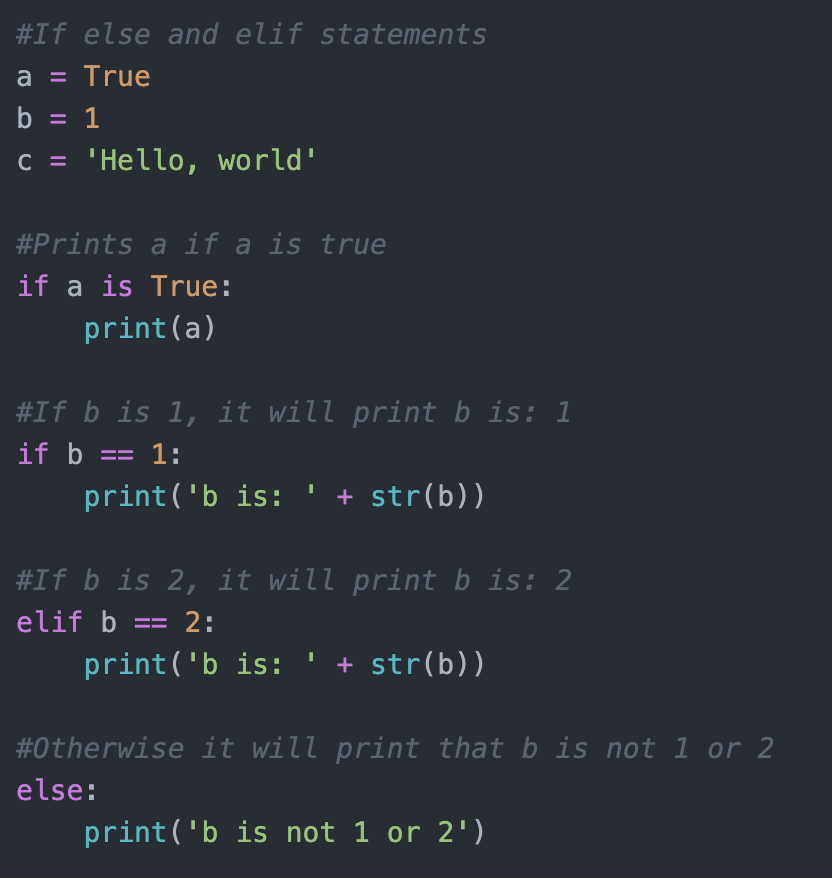 #If else and elif statements
a = True
b = 1
c = 'Hello, world'

#Prints a if a is true
if a is True:
    print(a)

#If b is 1, it will print b is: 1
if b == 1:
    print('b is: ' + str(b))

#If b is 2, it will print b is: 2
elif b == 2:
    print('b is: ' + str(b))

#Otherwise it will print that b is not 1 or 2
else:
    print('b is not 1 or 2')